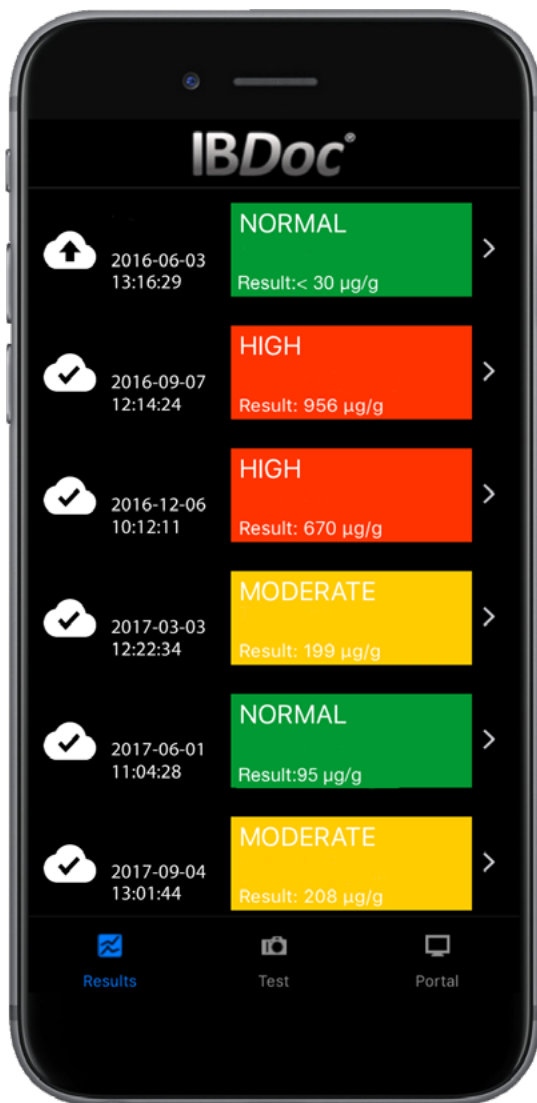 IBDoc®
NORMAL
2016-06-03
13:16:29
Result:< 30 µg/g
HIGH
2016-09-07
12:14:24
Result: 956 µg/g
HIGH
2016-12-06
10:12:11
Result: 670 µg/g
MODERATE
2017-03-03
12:22:34
Result: 199 µg/g
NORMAL
2017-06-01
11:04:28
Result:95 µg/g
MODERATE
2017-09-04
13:01:44
Result: 208 µg/g
Results
Test
Portal